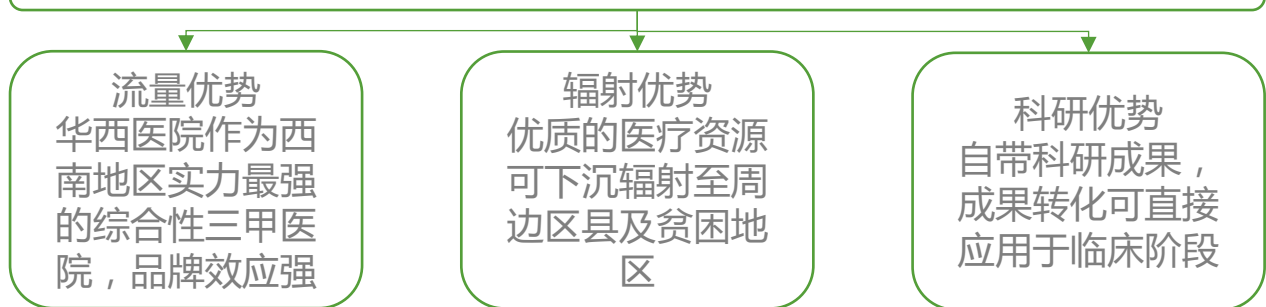 流量优势
华西医院作为西
南地区实力最强
的综合性三甲医
院，品牌效应强
辐射优势
优质的医疗资源
可下沉辐射至周
边区县及贫困地
区
科研优势
自带科研成果，
成果转化可直接
应用于临床阶段